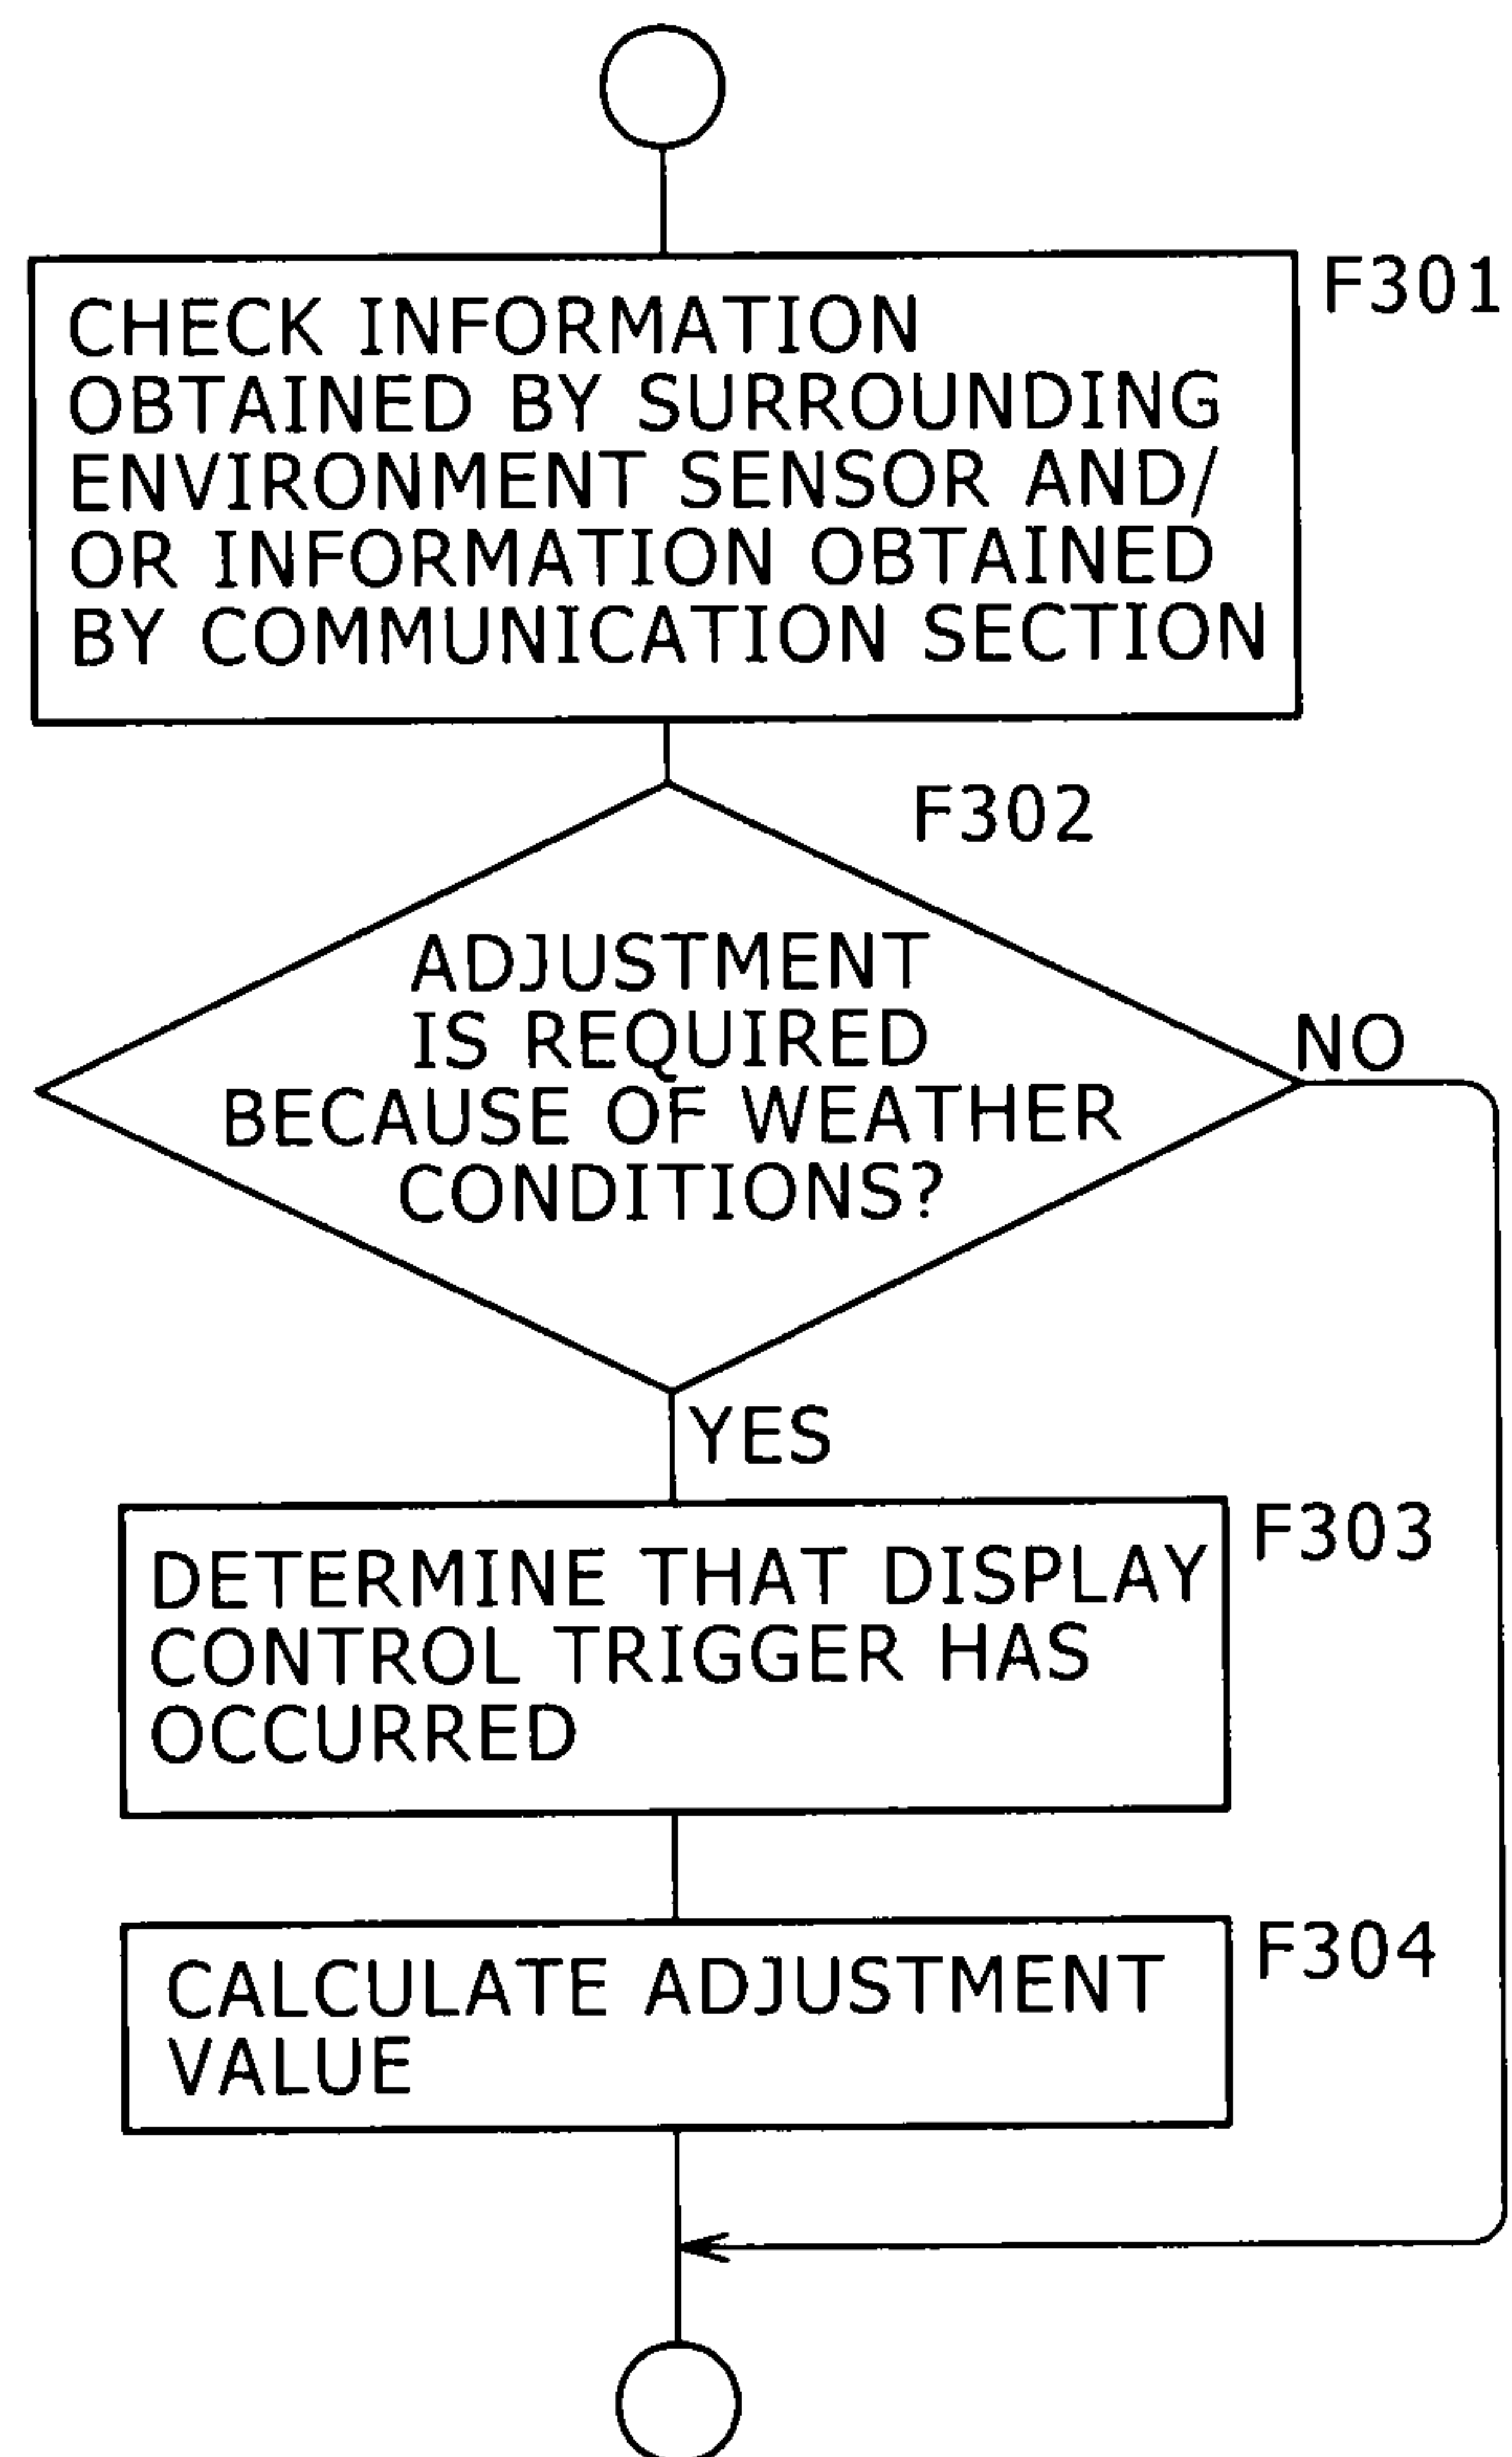 F301
CHECK INFORMATION
OBTAINED BY SURROUNDING
ENVIRONMENT SENSOR AND/
OR INFORMATION OBTAINED
BY COMMUNICATION SECTION
F302
ADJUSTMENT
IS REQUIRED
BECAUSE OF WEATHER
CONDITIONS?
NO
YES
F303
DETERMINE THAT DISPLAY
CONTROL TRIGGER HAS
OCCURRED
F304
CALCULATE ADJUSTMENT
VALUE